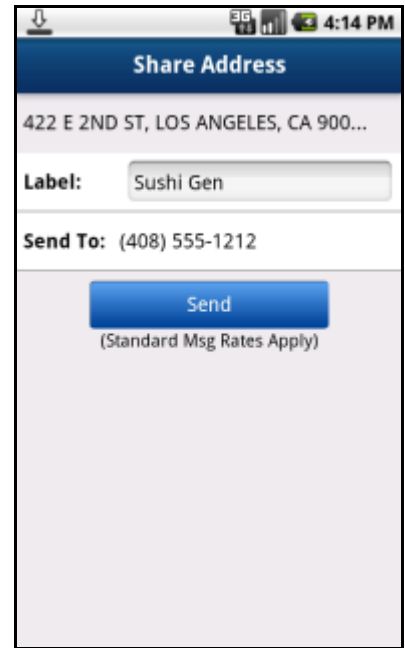 3G 4:14 PM
Share Address
422 E 2ND ST, LOS ANGELES, CA 900...
Label: Sushi Gen
Send To: (408) 555-1212
Send
(Standard Msg Rates Apply)